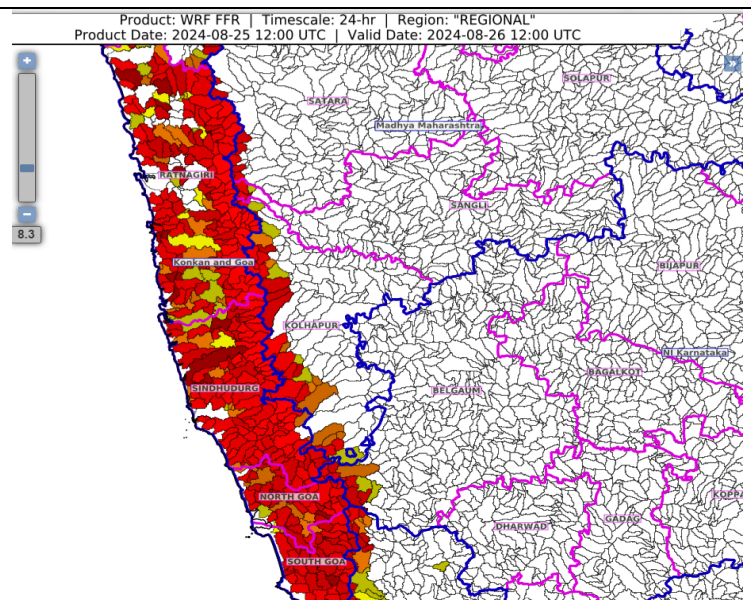 Product: WRF FFR | Timescale: 24-hr | Region: "REGIONAL"
Product Date: 2024-08-25 12:00 UTC | Valid Date: 2024-08-26 12:00 UTC
+
»
SOLAPUR
SATARA
Madhya Maharashtra
RATNAGIRI
SANGLI
–
8.3
Konkan and Goa
BIJAPUR
KOLHAPUR
NI Karnataka
BAGALKOT
SINDHUDURG
BELGAUM
NORTH GOA
KOPPA
GADAG
DHARWAD
SOUTH GOA